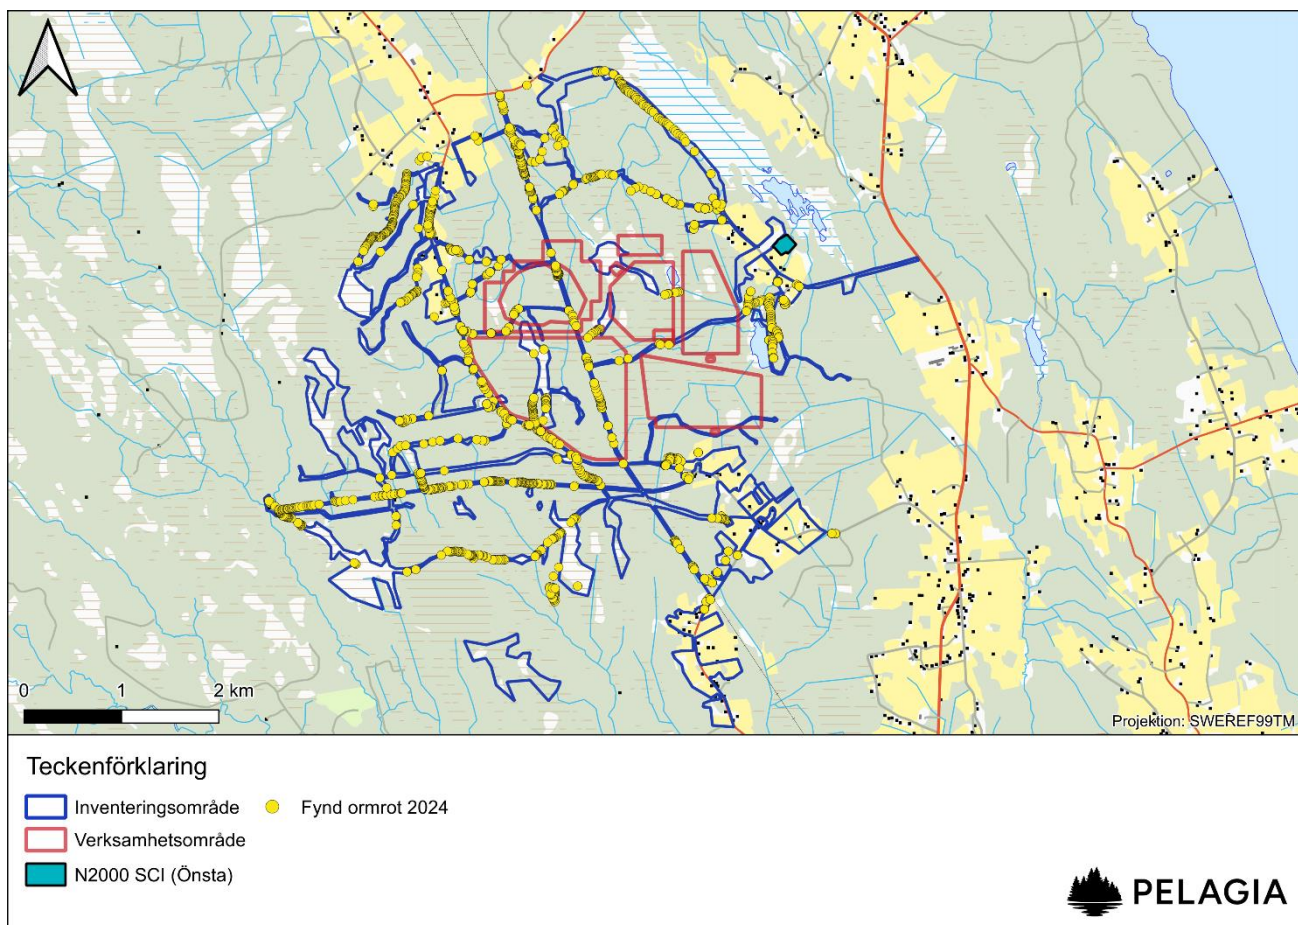 0 1 2 km
Projektion: SWEREF99TM
Teckenförklaring
Inventeringsområde Fynd ormrot 2024
Verksamhetsområde
N2000 SCI (Önsta)
PELAGIA